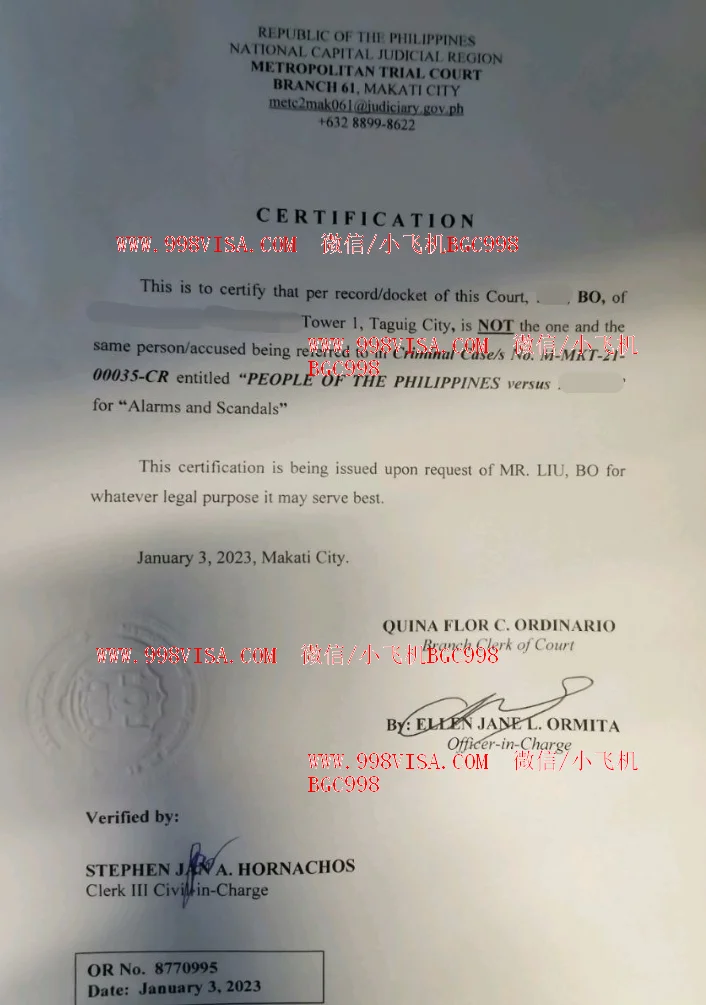 REPUBLIC OF THE PHILIPPINES
NATIONAL CAPITAL JUDICIAL REGION
METROPOLITAN TRIAL COURT
BRANCH 61, MAKATI CITY
metc2mak061@judiciary.gov.ph
+632 8899-8622
CERTIFICATION
WWW.998VISA.COM 微信/小飞机BGC998
This is to certify that per record/docket of this Court, BO, of
Tower 1, Taguig City, is NOT the one and the
WWW.998VISA.COM 微信/小飞机
same person/accused being referred to in Criminal Case/s No. M-MKT-21-
BGC998
00035-CR entitled “PEOPLE OF THE PHILIPPINES versus
for “Alarms and Scandals”
This certification is being issued upon request of MR. LIU, BO for
whatever legal purpose it may serve best.
January 3, 2023, Makati City.
QUINA FLOR C. ORDINARIO
Branch Clerk of Court
WWW.998VISA.COM 微信/小飞机BGC998
By: ELLEN JANE L. ORMITA
Officer-in-Charge
WWW.998VISA.COM 微信/小飞机
BGC998
Verified by:
STEPHEN JAN A. HORNACHOS
Clerk III Civil in-Charge
OR No. 8770995
Date: January 3, 2023